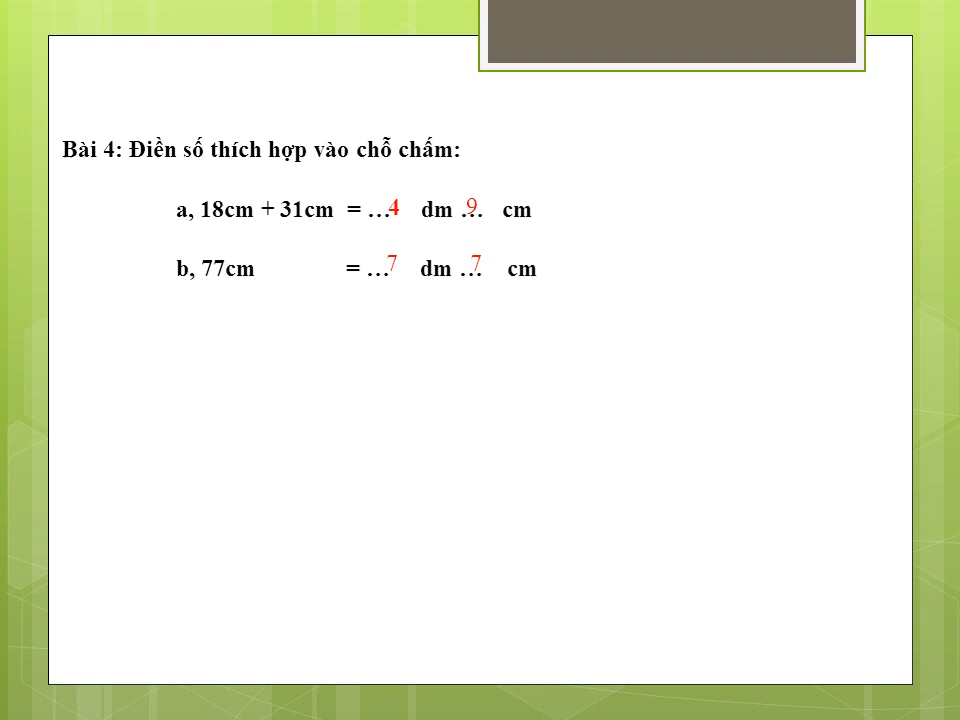 Bài 4: Điền số thích hợp vào chỗ chấm:
a, 18cm + 31cm = …4 dm …9 cm
b, 77cm = …7 dm …7 cm